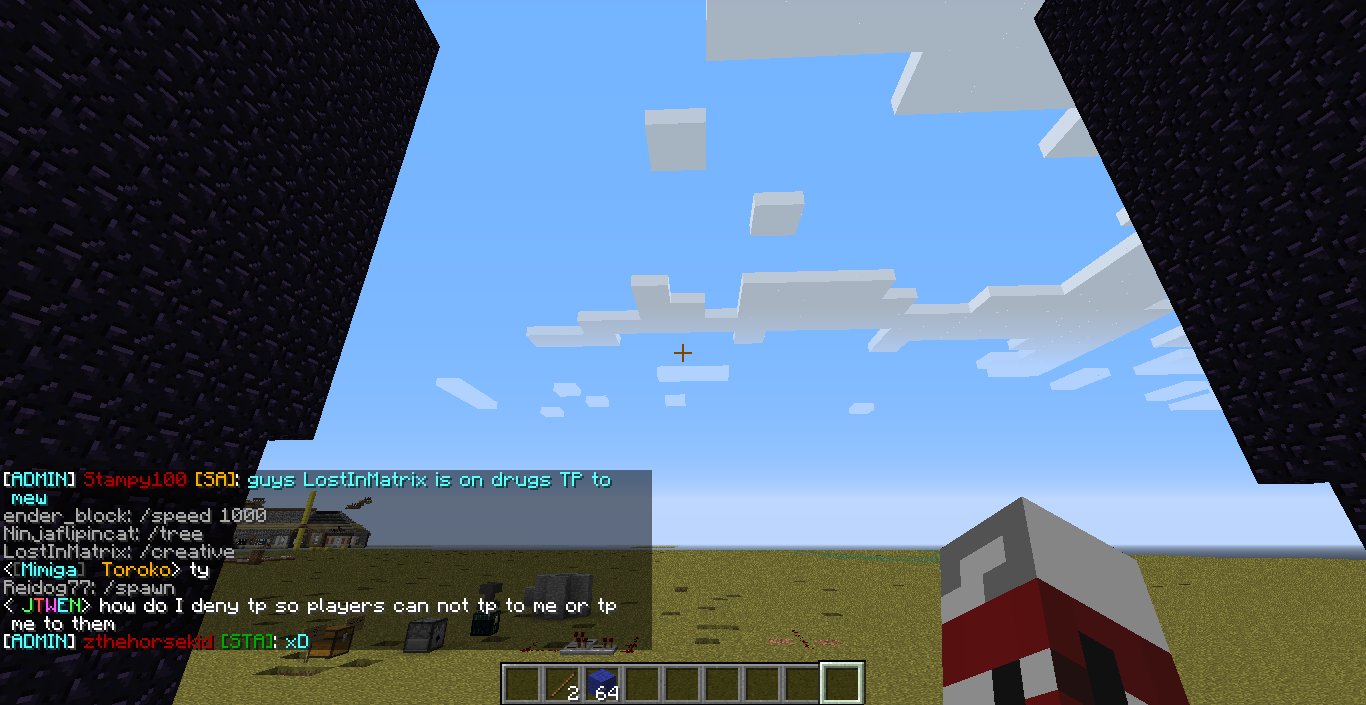 [ADMIN] Stampy100 [SA]: guys LostInMatrix is on drugs TP to
mew
ender_block: /speed 1000
Ninjaflipincat: /tree
LostInMatrix: /creative
<[Mimiga] Toroko> ty
Reidog77: /spawn
< JTWEN> how do I deny tp so players can not tp to me or tp
me to them
[ADMIN] zthehorsekid [STA]: xD
2 64